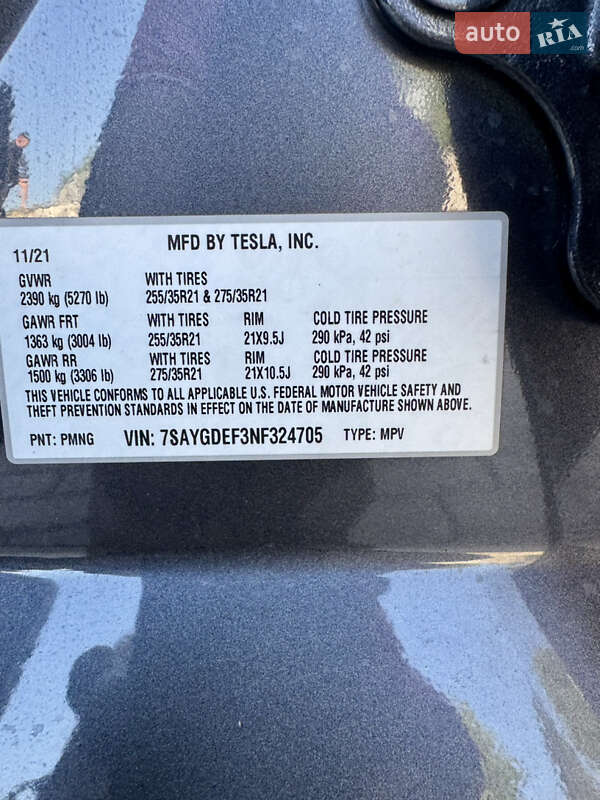 auto RIA.com
11/21 MFD BY TESLA, INC.
GVWR WITH TIRES
2390 kg (5270 lb) 255/35R21 & 275/35R21
GAWR FRT WITH TIRES RIM COLD TIRE PRESSURE
1363 kg (3004 lb) 255/35R21 21X9.5J 290 kPa, 42 psi
GAWR RR WITH TIRES RIM COLD TIRE PRESSURE
1500 kg (3306 lb) 275/35R21 21X10.5J 290 kPa, 42 psi
THIS VEHICLE CONFORMS TO ALL APPLICABLE U.S. FEDERAL MOTOR VEHICLE SAFETY AND
THEFT PREVENTION STANDARDS IN EFFECT ON THE DATE OF MANUFACTURE SHOWN ABOVE.
PNT: PMNG VIN: 7SAYGDEF3NF324705 TYPE: MPV